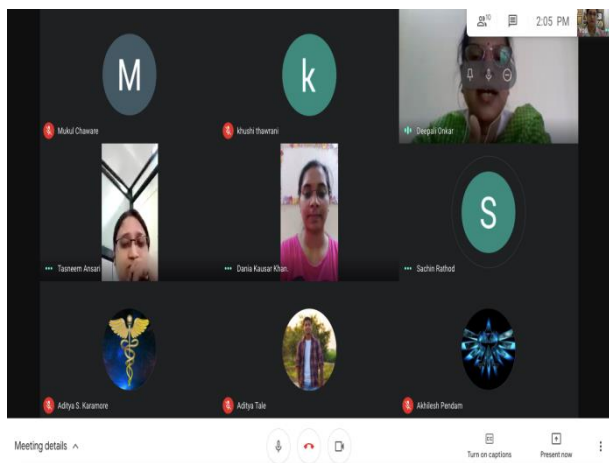 10
2:05 PM
M
k
Mukul Chaware
khushi thawrani
Deepali Onkar
S
Tasneem Ansari
Dania Kausar Khan.
Sachin Rathod
Aditya S. Karamore
Aditya Tale
Akhilesh Pendam
Meeting details
Turn on captions
Present now